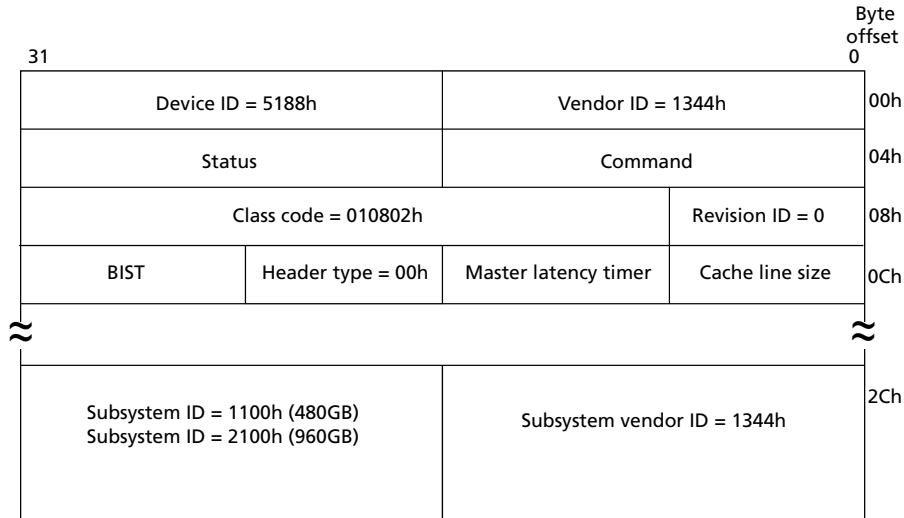 Byte
offset
31 0
Device ID = 5188h Vendor ID = 1344h 00h
Status Command 04h
Class code = 010802h Revision ID = 0 08h
BIST Header type = 00h Master latency timer Cache line size 0Ch
≈ ≈
2Ch
Subsystem ID = 1100h (480GB)
Subsystem ID = 2100h (960GB)
Subsystem vendor ID = 1344h